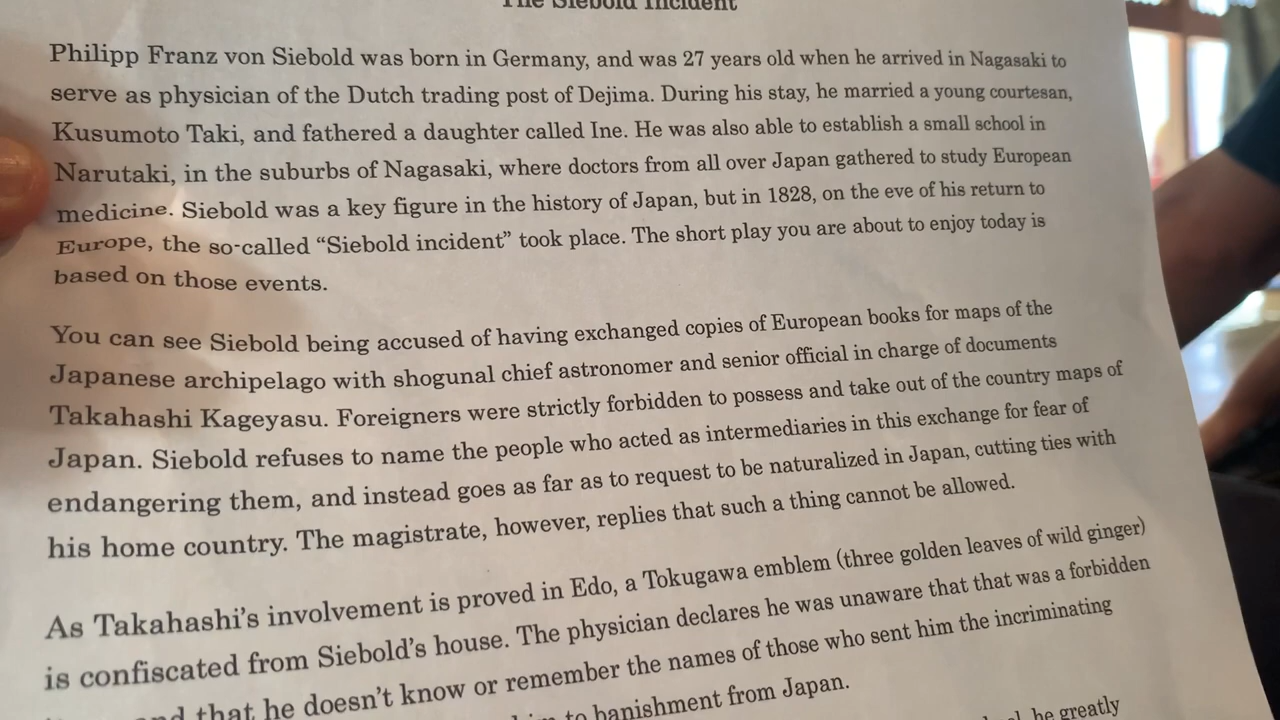 The Siebold Incident
Philipp Franz von Siebold was born in Germany, and was 27 years old when he arrived in Nagasaki to
serve as physician of the Dutch trading post of Dejima. During his stay, he married a young courtesan,
Kusumoto Taki, and fathered a daughter called Ine. He was also able to establish a small school in
Narutaki, in the suburbs of Nagasaki, where doctors from all over Japan gathered to study European
medicine. Siebold was a key figure in the history of Japan, but in 1828, on the eve of his return to
Europe, the so-called “Siebold incident” took place. The short play you are about to enjoy today is
based on those events.
You can see Siebold being accused of having exchanged copies of European books for maps of the
Japanese archipelago with shogunal chief astronomer and senior official in charge of documents
Takahashi Kageyasu. Foreigners were strictly forbidden to possess and take out of the country maps of
Japan. Siebold refuses to name the people who acted as intermediaries in this exchange for fear of
endangering them, and instead goes as far as to request to be naturalized in Japan, cutting ties with
his home country. The magistrate, however, replies that such a thing cannot be allowed.
As Takahashi’s involvement is proved in Edo, a Tokugawa emblem (three golden leaves of wild ginger)
is confiscated from Siebold’s house. The physician declares he was unaware that that was a forbidden
that he doesn’t know or remember the names of those who sent him the incriminating
to banishment from Japan.
he greatly